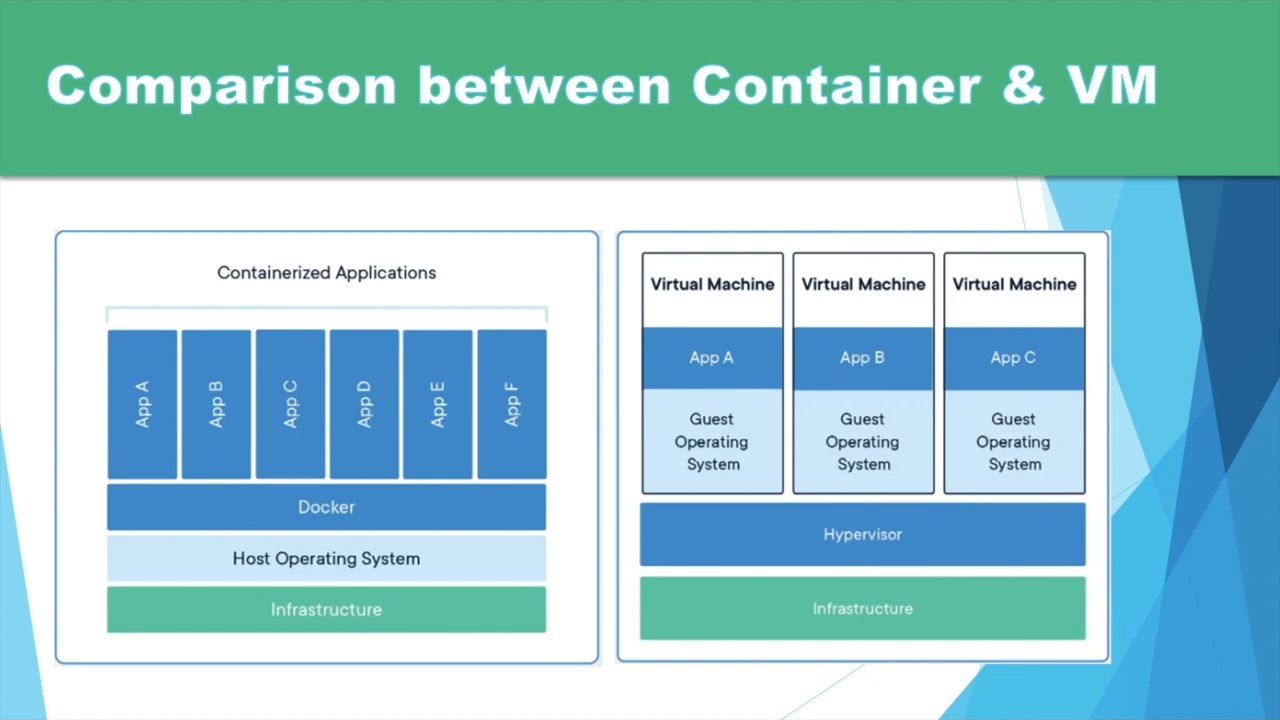 Comparison between Container & VM
Containerized Applications
App A
App B
App C
App D
App E
App F
Docker
Host Operating System
Infrastructure
Virtual Machine
App A
Guest
Operating
System
Virtual Machine
App B
Guest
Operating
System
Virtual Machine
App C
Guest
Operating
System
Hypervisor
Infrastructure